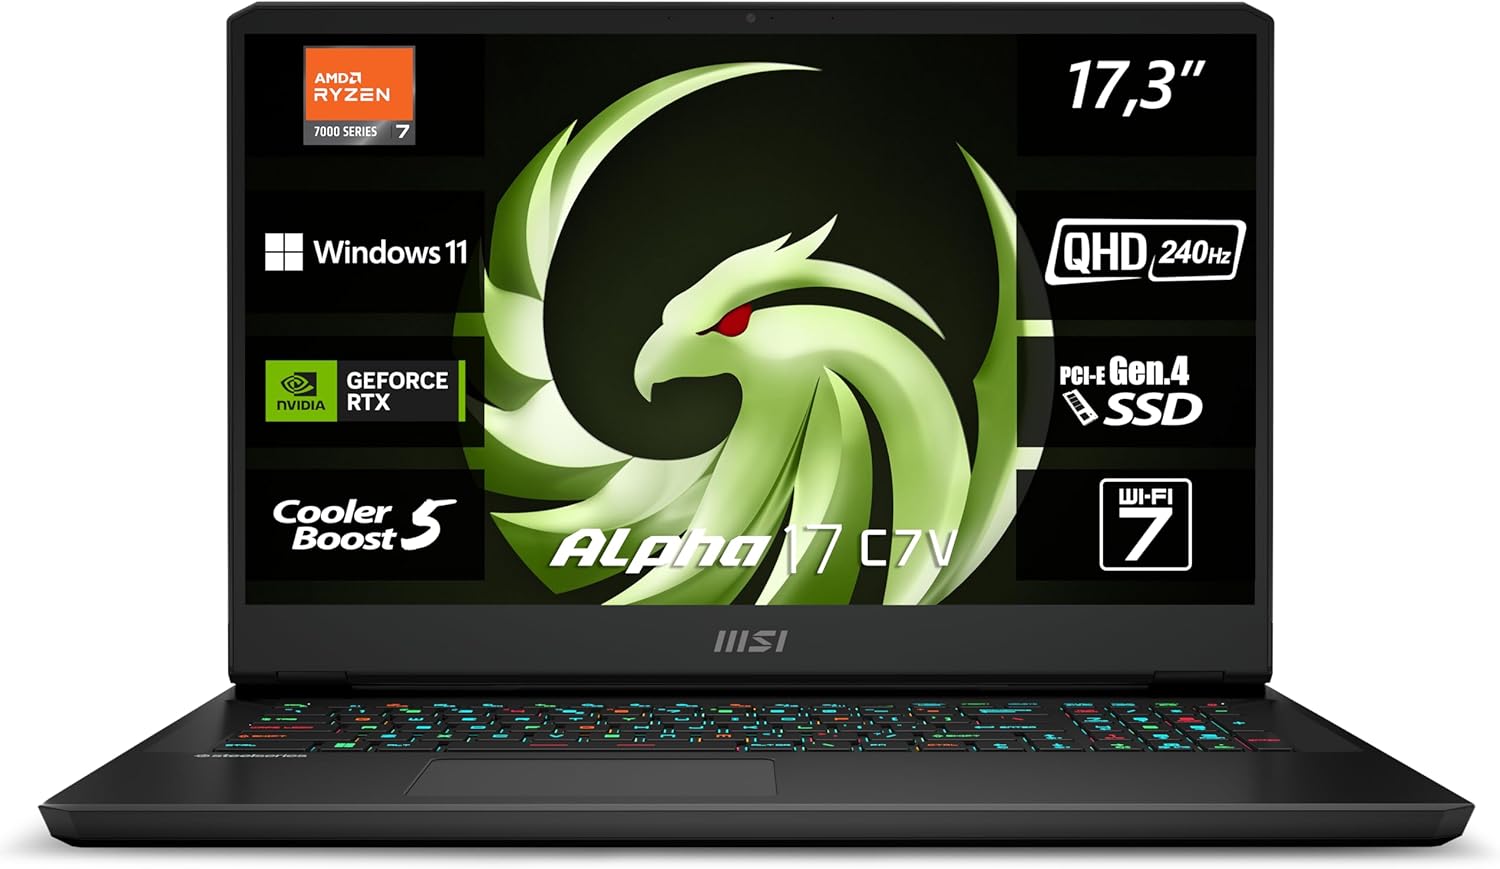 AMD
RYZEN
7000 SERIES 7
17,3"
Windows 11
QHD 240Hz
NVIDIA
GEFORCE
RTX
PCI-E Gen.4
SSD
Cooler
Boost 5
WI-FI
7
ALpha 17 C7V
msi
steelseries